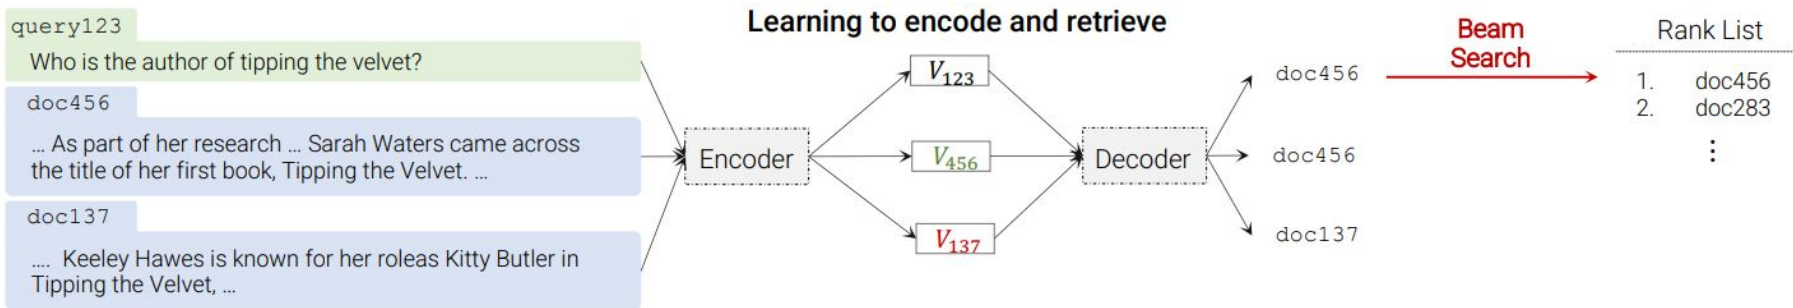 Learning to encode and retrieve
query123
Who is the author of tipping the velvet?
doc456
... As part of her research ... Sarah Waters came across
the title of her first book, Tipping the Velvet. ...
doc137
.... Keeley Hawes is known for her roleas Kitty Butler in
Tipping the Velvet, ...
Encoder
V123
V456
V137
Decoder
doc456
doc456
doc137
Beam
Search
Rank List
1. doc456
2. doc283
⋮